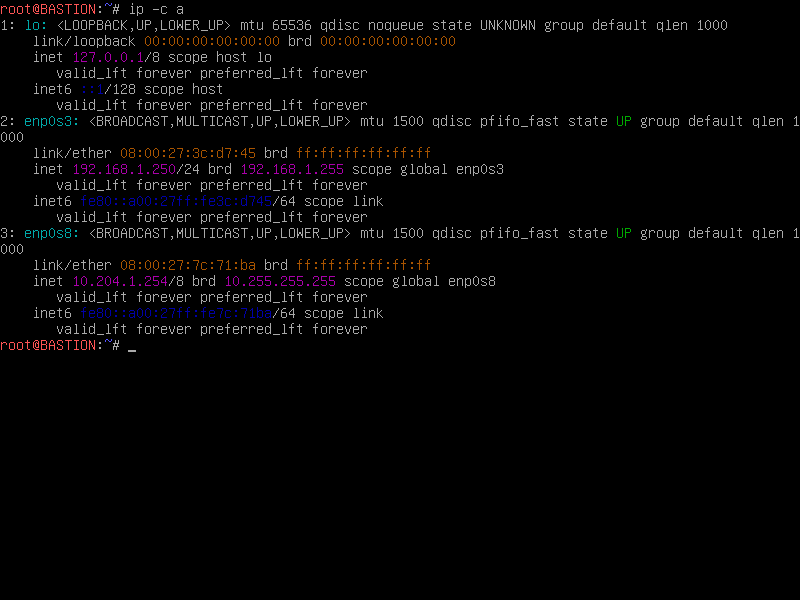 root@BASTION:~# ip -c a
1: lo: <LOOPBACK,UP,LOWER_UP> mtu 65536 qdisc noqueue state UNKNOWN group default qlen 1000
link/loopback 00:00:00:00:00:00 brd 00:00:00:00:00:00
inet 127.0.0.1/8 scope host lo
valid_lft forever preferred_lft forever
inet6 ::1/128 scope host
valid_lft forever preferred_lft forever
2: enp0s3: <BROADCAST,MULTICAST,UP,LOWER_UP> mtu 1500 qdisc pfifo_fast state UP group default qlen 1
000
link/ether 08:00:27:3c:d7:45 brd ff:ff:ff:ff:ff:ff
inet 192.168.1.250/24 brd 192.168.1.255 scope global enp0s3
valid_lft forever preferred_lft forever
inet6 fe80::a00:27ff:fe3c:d745/64 scope link
valid_lft forever preferred_lft forever
3: enp0s8: <BROADCAST,MULTICAST,UP,LOWER_UP> mtu 1500 qdisc pfifo_fast state UP group default qlen 1
000
link/ether 08:00:27:7c:71:ba brd ff:ff:ff:ff:ff:ff
inet 10.204.1.254/8 brd 10.255.255.255 scope global enp0s8
valid_lft forever preferred_lft forever
inet6 fe80::a00:27ff:fe7c:71ba/64 scope link
valid_lft forever preferred_lft forever
root@BASTION:~# _